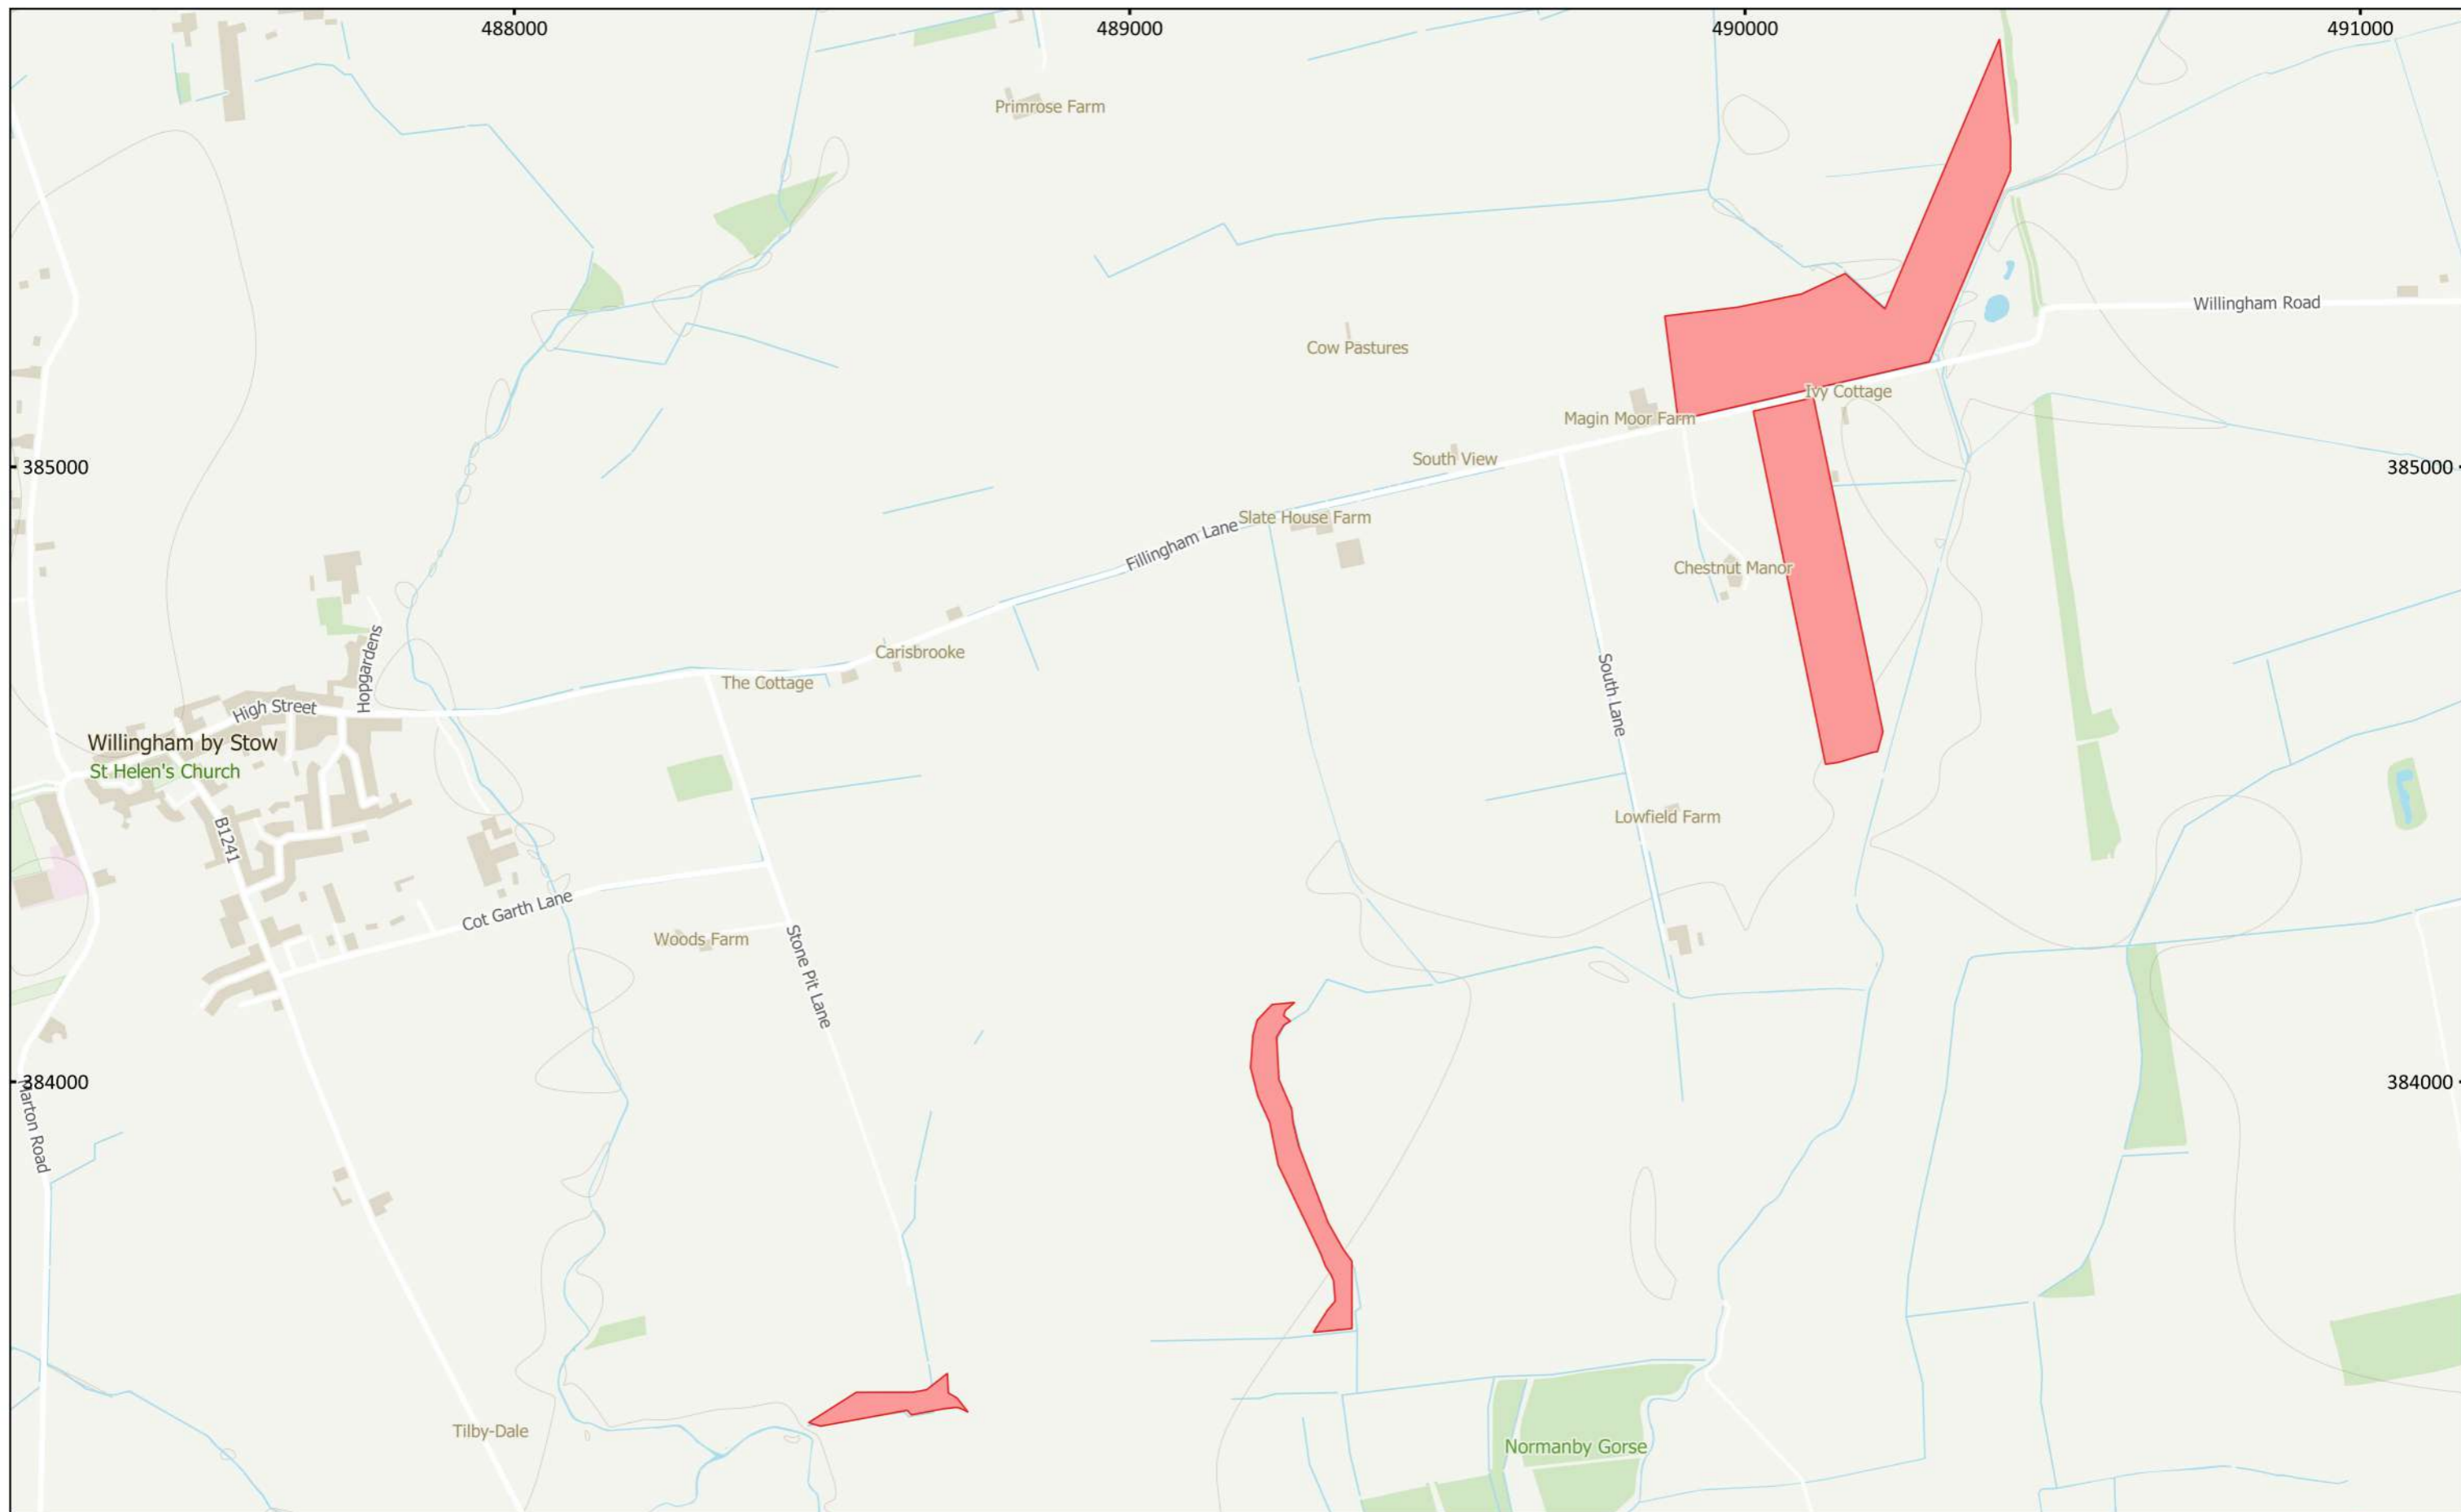 488000
489000
490000
491000
Primrose Farm
Willingham Road
Cow Pastures
Ivy Cottage
Magin Moor Farm
South View
385000
385000
Slate House Farm
Fillingham Lane
Chestnut Manor
Hopgardens
Carisbrooke
The Cottage
South Lane
High Street
Willingham by Stow
St Helen's Church
B1241
Lowfield Farm
Cot Garth Lane
Woods Farm
Stone Pit Lane
384000
384000
Marton Road
Tilby-Dale
Normanby Gorse